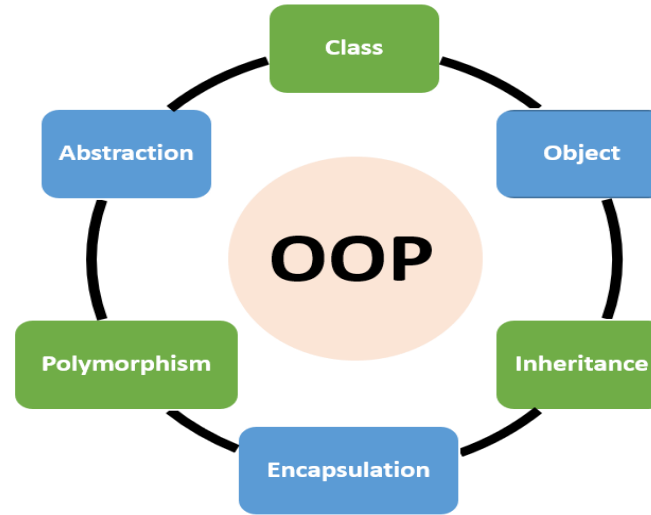 Class
Abstraction
Object
OOP
Polymorphism
Inheritance
Encapsulation